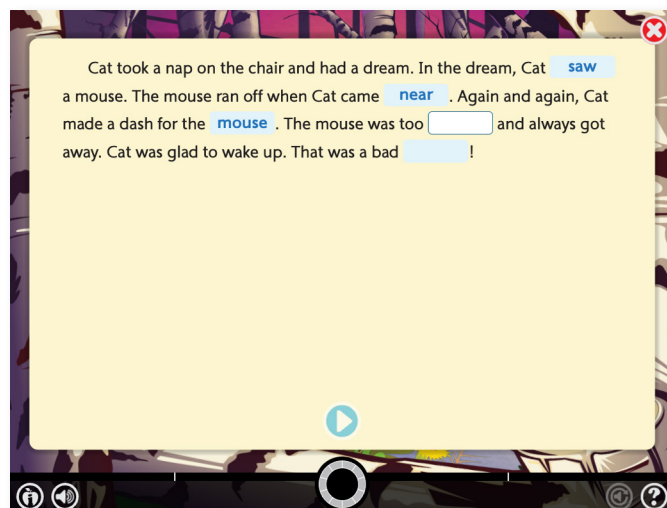 Cat took a nap on the chair and had a dream. In the dream, Cat saw
a mouse. The mouse ran off when Cat came near . Again and again, Cat
made a dash for the mouse . The mouse was too and always got
away. Cat was glad to wake up. That was a bad !
i
?